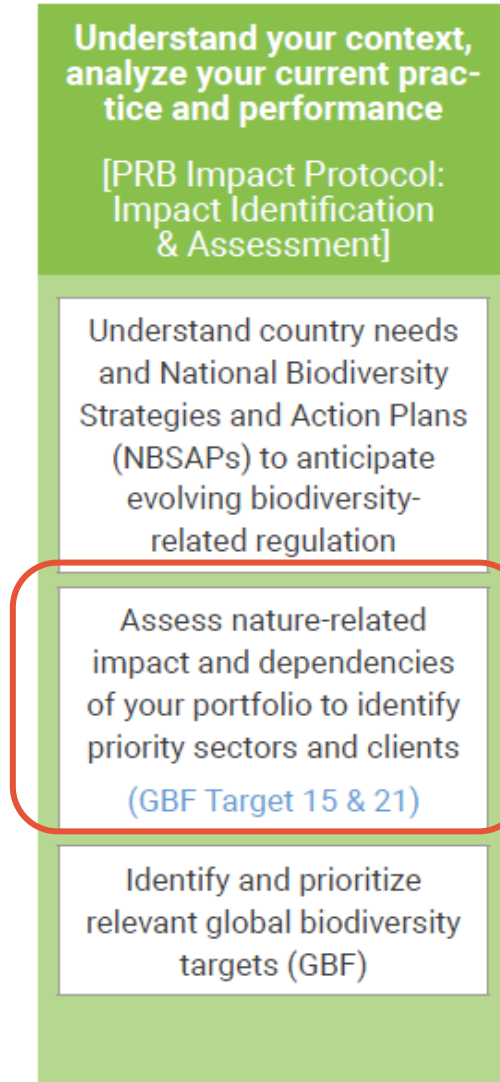 Understand your context,
analyze your current prac-
tice and performance
[PRB Impact Protocol:
Impact Identification
& Assessment]
Understand country needs
and National Biodiversity
Strategies and Action Plans
(NBSAPs) to anticipate
evolving biodiversity-
related regulation
Assess nature-related
impact and dependencies
of your portfolio to identify
priority sectors and clients
(GBF Target 15 & 21)
Identify and prioritize
relevant global biodiversity
targets (GBF)